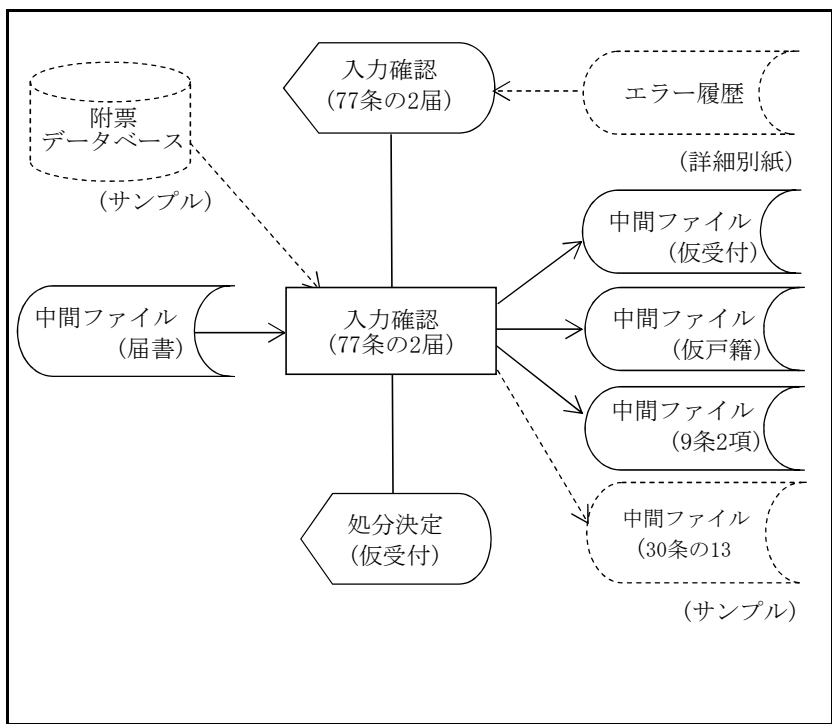 入力確認
(77条の2届)
エラー履歴
(詳細別紙)
附票
データベース
(サンプル)
中間ファイル
(仮受付)
中間ファイル
(届書)
入力確認
(77条の2届)
中間ファイル
(仮戸籍)
中間ファイル
(9条2項)
処分決定
(仮受付)
中間ファイル
(30条の13
(サンプル)